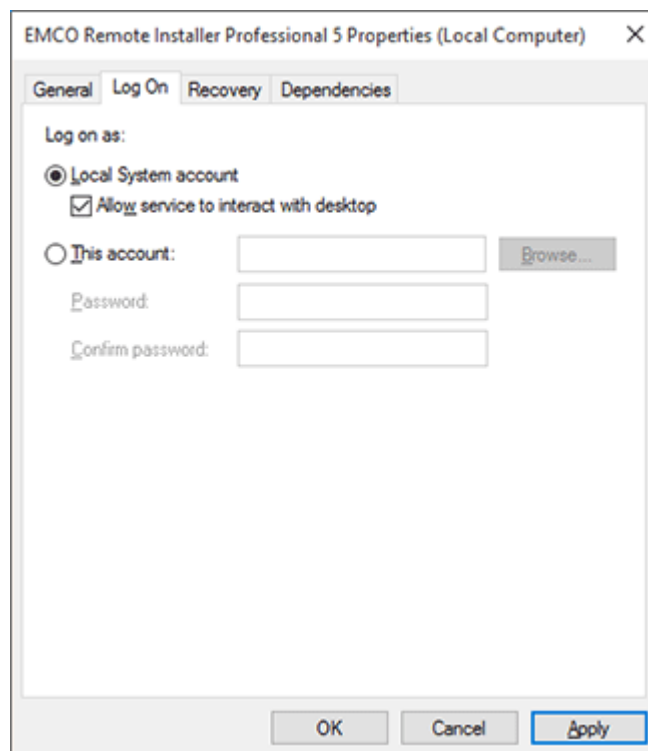 EMCO Remote Installer Professional 5 Properties (Local Computer)
General Log On Recovery Dependencies
Log on as:
Local System account
Allow service to interact with desktop
This account: Browse...
Password:
Confirm password:
OK Cancel Apply